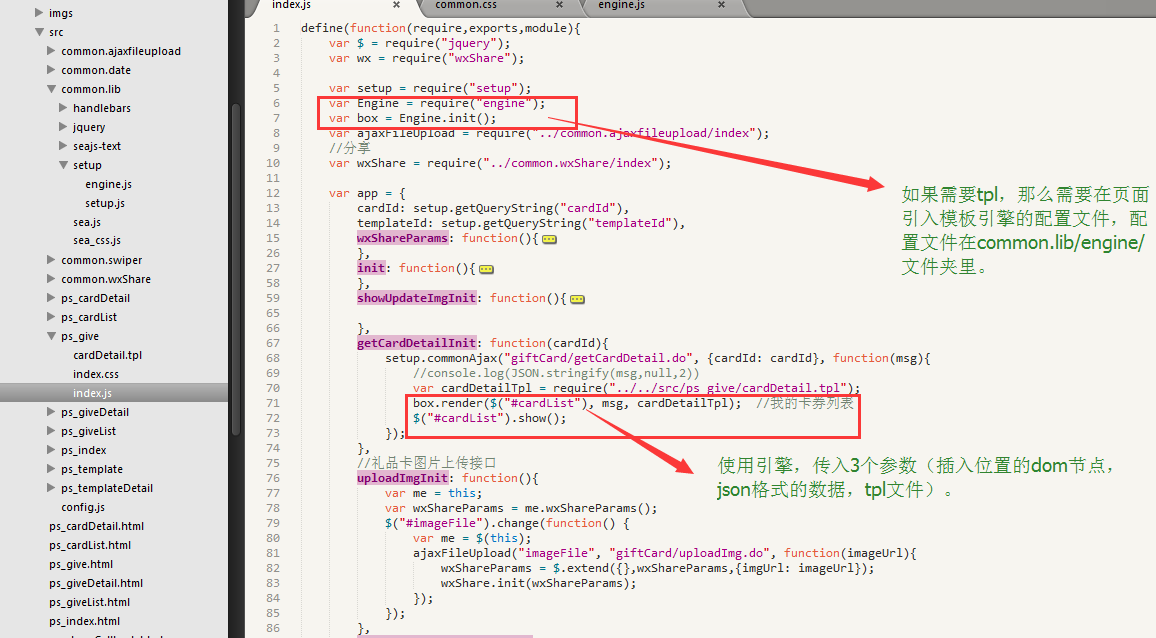 imgs
src
common.ajaxfileupload
common.date
common.lib
handlebars
jquery
seajs-text
setup
engine.js
setup.js
sea.js
sea_css.js
common.swiper
common.wxShare
ps_cardDetail
ps_cardList
ps_give
cardDetail.tpl
index.css
index.js
ps_giveDetail
ps_giveList
ps_index
ps_template
ps_templateDetail
config.js
ps_cardDetail.html
ps_cardList.html
ps_give.html
ps_giveDetail.html
ps_giveList.html
ps_index.html
index.js × common.css × engine.js ×
1 define(function(require,exports,module){
2 var $ = require("jquery");
3 var wx = require("wxShare");
4
5 var setup = require("setup");
6 var Engine = require("engine");
7 var box = Engine.init();
8 var ajaxFileUpload = require("../common.ajaxfileupload/index");
9 //分享
10 var wxShare = require("../common.wxShare/index");
11
12 var app = {
13 cardId: setup.getQueryString("cardId"),
14 templateId: setup.getQueryString("templateId"),
15 wxShareParams: function(){
26 },
27 init: function(){
58 },
59 showUpdateImgInit: function(){
65
66 },
67 getCardDetailInit: function(cardId){
68 setup.commonAjax("giftCard/getCardDetail.do", {cardId: cardId}, function(msg){
69 //console.log(JSON.stringify(msg,null,2))
70 var cardDetailTpl = require("../../src/ps_give/cardDetail.tpl");
71 box.render($("#cardList"), msg, cardDetailTpl); //我的卡券列表
72 $("#cardList").show();
73 });
74 },
75 //礼品卡图片上传接口
76 uploadImgInit: function(){
77 var me = this;
78 var wxShareParams = me.wxShareParams();
79 $("#imageFile").change(function() {
80 var me = $(this);
81 ajaxFileUpload("imageFile", "giftCard/uploadImg.do", function(imageUrl){
82 wxShareParams = $.extend({},wxShareParams,{imgUrl: imageUrl});
83 wxShare.init(wxShareParams);
84 });
85 });
86 },
如果需要tpl，那么需要在页面
引入模板引擎的配置文件，配
置文件在common.lib/engine/
文件夹里。
使用引擎，传入3个参数（插入位置的dom节点，
json格式的数据，tpl文件）。